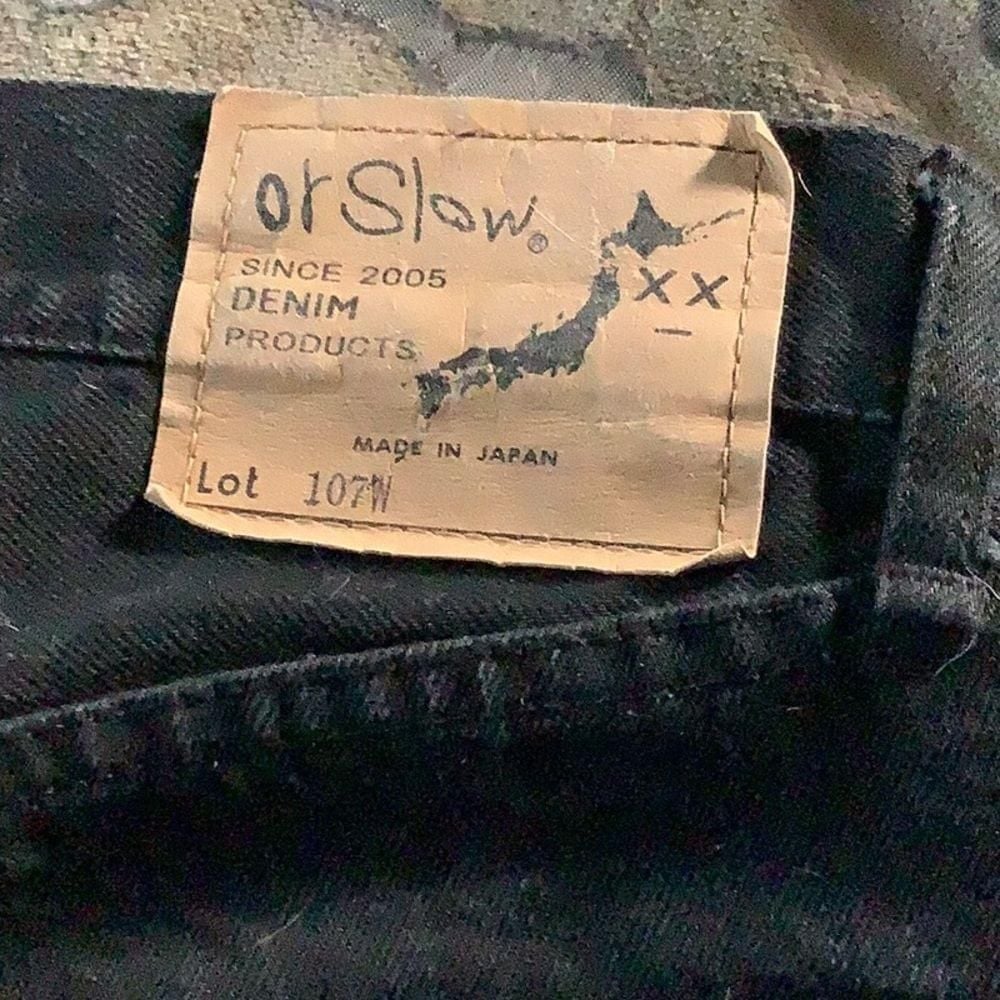 orSlow®
SINCE 2005
DENIM
PRODUCTS
XX
MADE IN JAPAN
Lot 107W